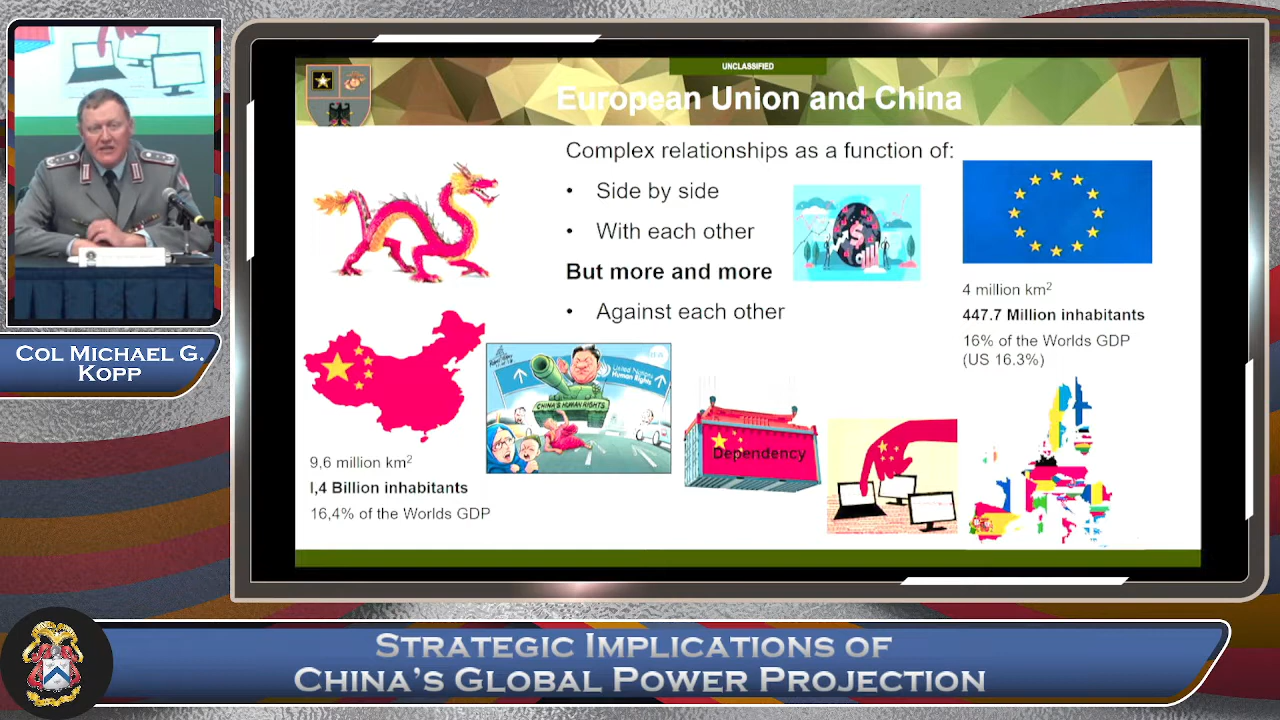 UNCLASSIFIED
European Union and China
Complex relationships as a function of:
• Side by side
• With each other
But more and more
• Against each other
4 million km²
447.7 Million inhabitants
16% of the Worlds GDP
(US 16.3%)
United Nations
Human Rights
CHINA'S HUMAN RIGHTS
Dependency
9,6 million km²
I,4 Billion inhabitants
16,4% of the Worlds GDP
COL MICHAEL G.
KOPP
STRATEGIC IMPLICATIONS OF
CHINA'S GLOBAL POWER PROJECTION